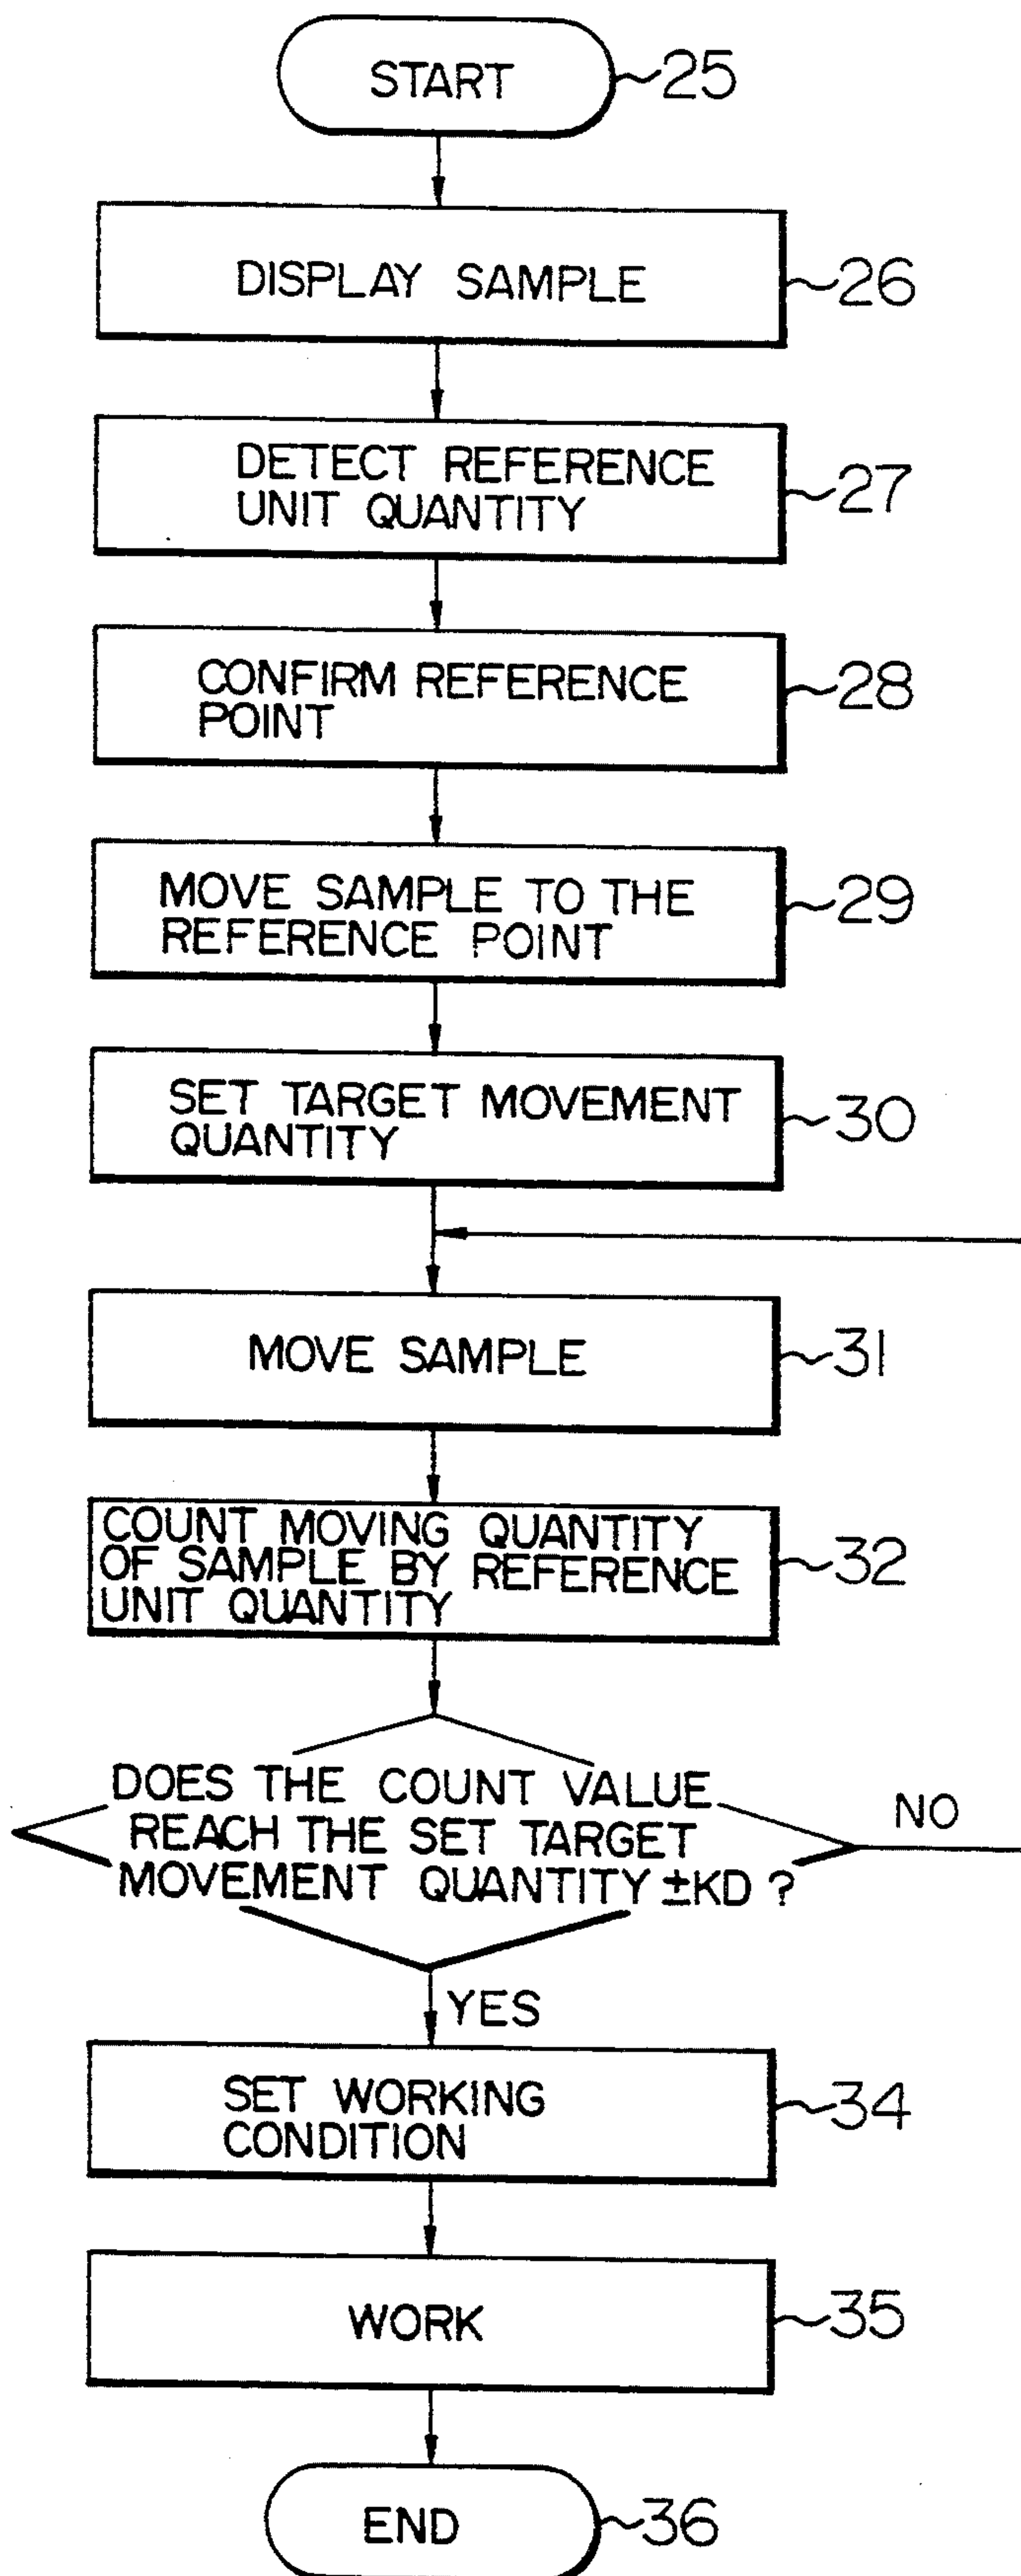 START
25
DISPLAY SAMPLE
26
DETECT REFERENCE
UNIT QUANTITY
27
CONFIRM REFERENCE
POINT
28
MOVE SAMPLE TO THE
REFERENCE POINT
29
SET TARGET MOVEMENT
QUANTITY
30
MOVE SAMPLE
31
COUNT MOVING QUANTITY
OF SAMPLE BY REFERENCE
UNIT QUANTITY
32
DOES THE COUNT VALUE
REACH THE SET TARGET
MOVEMENT QUANTITY ±KD ?
NO
YES
SET WORKING
CONDITION
34
WORK
35
END
36